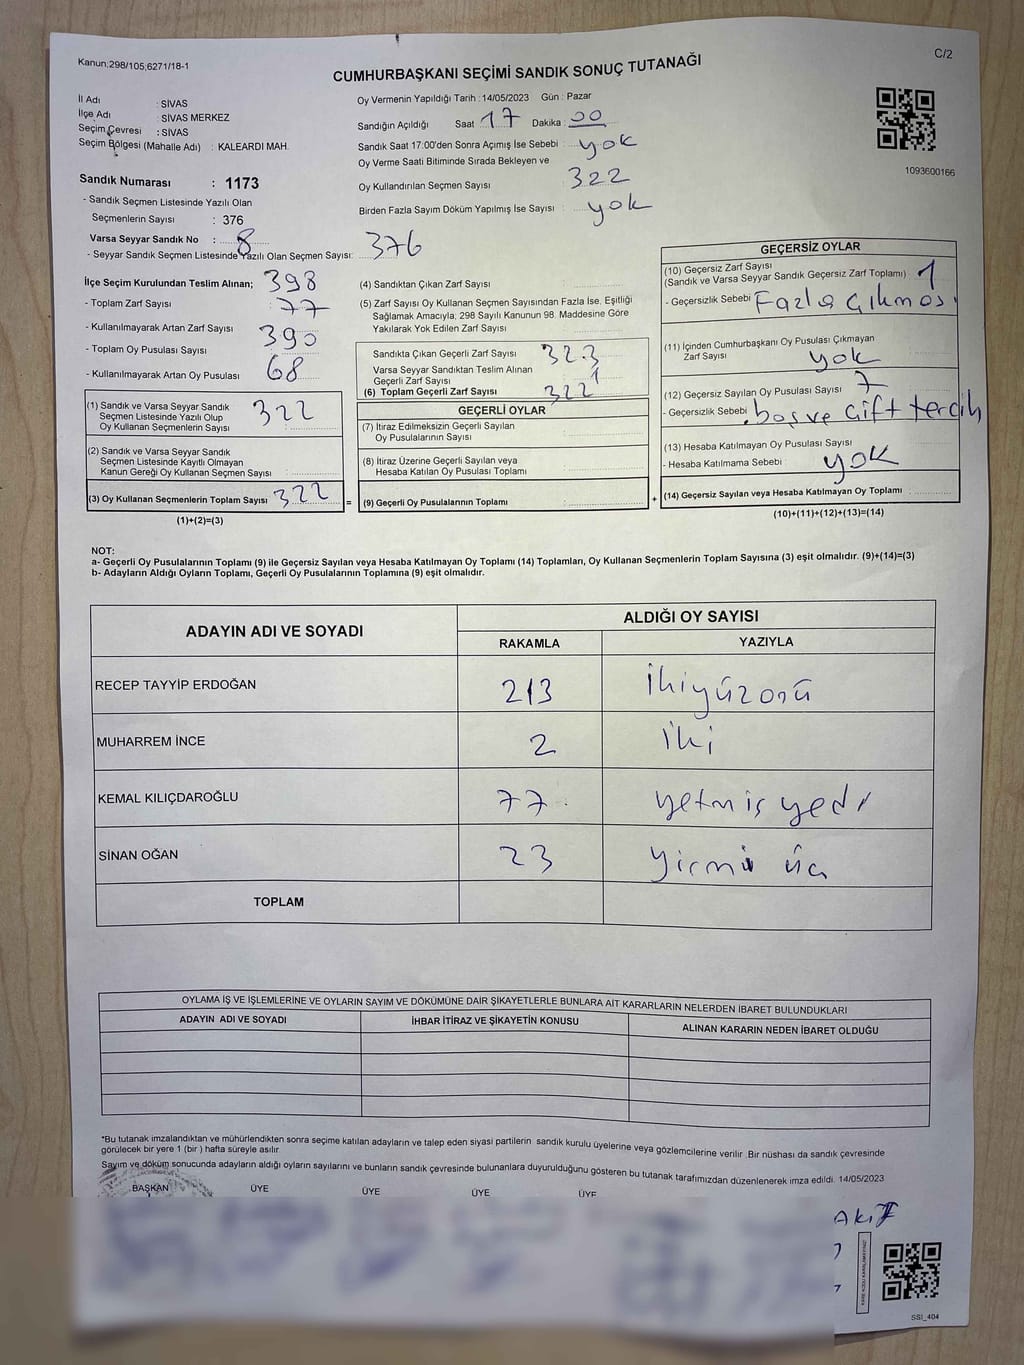 Kanun;298/105,6271/18-1
C/2
CUMHURBAŞKANI SEÇİMİ SANDIK SONUÇ TUTANAĞI
İl Adı : SİVAS
İlçe Adı : SİVAS MERKEZ
Seçim Çevresi : SİVAS
Seçim Bölgesi (Mahalle Adı) : KALEARDI MAH.
Sandık Numarası : 1173
- Sandık Seçmen Listesinde Yazılı Olan
Seçmenlerin Sayısı : 376
Varsa Seyyar Sandık No : 8
- Seyyar Sandık Seçmen Listesinde Yazılı Olan Seçmen Sayısı: 376
Oy Vermenin Yapıldığı Tarih : 14/05/2023 Gün : Pazar
Sandığın Açıldığı Saat : 17 Dakika : 00
Sandık Saat 17:00'den Sonra Açımış İse Sebebi : yok
Oy Verme Saati Bitiminde Sırada Bekleyen ve
Oy Kullandırılan Seçmen Sayısı 322
Birden Fazla Sayım Döküm Yapılmış İse Sayısı : yok
1093600166
İlçe Seçim Kurulundan Teslim Alınan; 398
- Toplam Zarf Sayısı : 77
- Kullanılmayarak Artan Zarf Sayısı 390
- Toplam Oy Pusulası Sayısı
- Kullanılmayarak Artan Oy Pusulası 68
(1) Sandık ve Varsa Seyyar Sandık
Seçmen Listesinde Yazılı Olup
Oy Kullanan Seçmenlerin Sayısı : 322
(2) Sandık ve Varsa Seyyar Sandık
Seçmen Listesinde Kayıtlı Olmayan
Kanun Gereği Oy Kullanan Seçmen Sayısı :
(3) Oy Kullanan Seçmenlerin Toplam Sayısı 322
=
(1)+(2)=(3)
(4) Sandıktan Çıkan Zarf Sayısı :
(5) Zarf Sayısı Oy Kullanan Seçmen Sayısından Fazla İse, Eşitliği
Sağlamak Amacıyla; 298 Sayılı Kanunun 98. Maddesine Göre
Yakılarak Yok Edilen Zarf Sayısı :
Sandıkta Çıkan Geçerli Zarf Sayısı 323
Varsa Seyyar Sandıktan Teslim Alınan
Geçerli Zarf Sayısı 1
(6) Toplam Geçerli Zarf Sayısı 322
GEÇERLİ OYLAR
(7) İtiraz Edilmeksizin Geçerli Sayılan
Oy Pusulalarının Sayısı :
(8) İtiraz Üzerine Geçerli Sayılan veya
Hesaba Katılan Oy Pusulası Toplamı :
(9) Geçerli Oy Pusulalarının Toplamı :
+
GEÇERSİZ OYLAR
(10) Geçersiz Zarf Sayısı
(Sandık ve Varsa Seyyar Sandık Geçersiz Zarf Toplamı) 1
- Geçersizlik Sebebi Fazla çıkması
(11) İçinden Cumhurbaşkanı Oy Pusulası Çıkmayan
Zarf Sayısı yok
(12) Geçersiz Sayılan Oy Pusulası Sayısı 7
- Geçersizlik Sebebi boş ve çift tercih
(13) Hesaba Katılmayan Oy Pusulası Sayısı
- Hesaba Katılmama Sebebi : yok
(14) Geçersiz Sayılan veya Hesaba Katılmayan Oy Toplamı :
(10)+(11)+(12)+(13)=(14)
NOT:
a- Geçerli Oy Pusulalarının Toplamı (9) ile Geçersiz Sayılan veya Hesaba Katılmayan Oy Toplamı (14) Toplamları, Oy Kullanan Seçmenlerin Toplam Sayısına (3) eşit olmalıdır. (9)+(14)=(3)
b- Adayların Aldığı Oyların Toplamı, Geçerli Oy Pusulalarının Toplamına (9) eşit olmalıdır.
ADAYIN ADI VE SOYADI
ALDIĞI OY SAYISI
RAKAMLA YAZIYLA
RECEP TAYYİP ERDOĞAN 213 İkiyüzonü
MUHARREM İNCE 2 İki
KEMAL KILIÇDAROĞLU 77 yetmiş yedi
SİNAN OĞAN 23 yirmi üç
TOPLAM
OYLAMA İŞ VE İŞLEMLERİNE VE OYLARIN SAYIM VE DÖKÜMÜNE DAİR ŞİKAYETLERLE BUNLARA AİT KARARLARIN NELERDEN İBARET BULUNDUKLARI
ADAYIN ADI VE SOYADI İHBAR İTİRAZ VE ŞİKAYETİN KONUSU ALINAN KARARIN NEDEN İBARET OLDUĞU
*Bu tutanak imzalandıktan ve mühürlendikten sonra seçime katılan adayların ve talep eden siyasi partilerin sandık kurulu üyelerine veya gözlemcilerine verilir .Bir nüshası da sandık çevresinde
görülecek bir yere 1 (bir ) hafta süreyle asılır.
Sayım ve döküm sonucunda adayların aldığı oyların sayılarını ve bunların sandık çevresinde bulunanlara duyurulduğunu gösteren bu tutanak tarafımızdan düzenlenerek imza edildi. 14/05/2023
BAŞKAN ÜYE ÜYE ÜYE ÜYE
Akif
KARE KODU KARALAMAYINIZ!
SSI_404